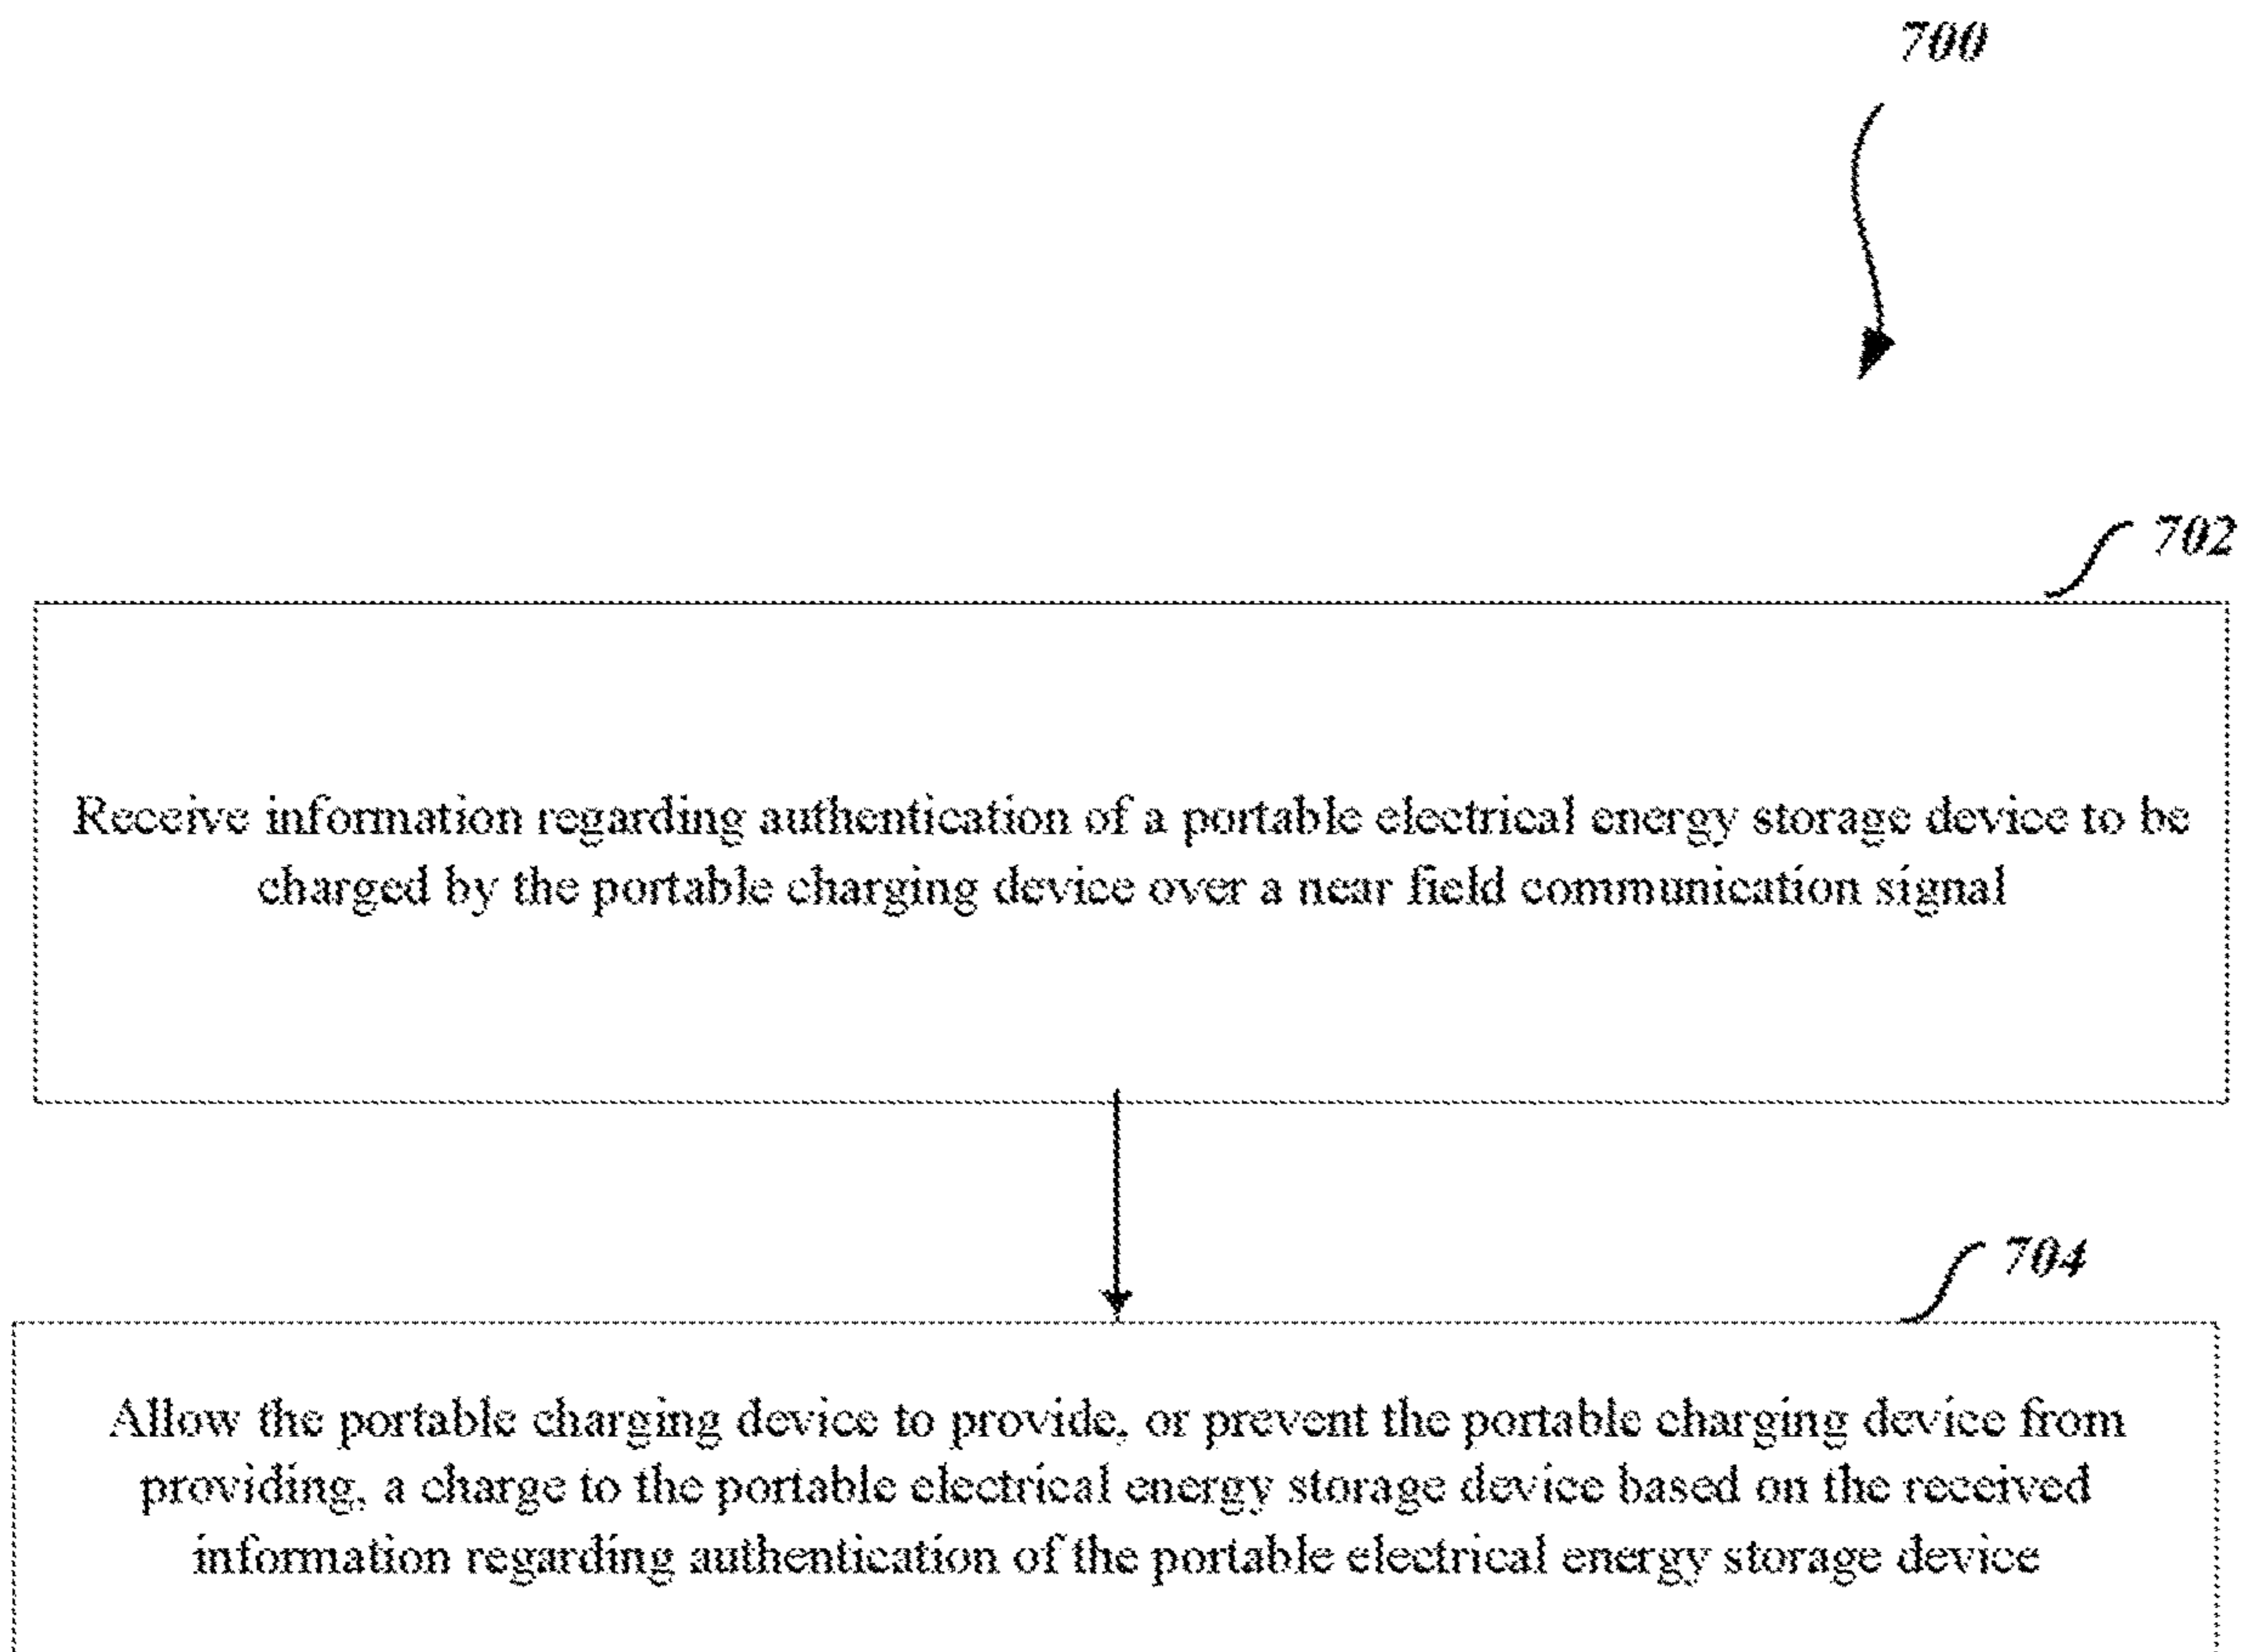 700
702
Receive information regarding authentication of a portable electrical energy storage device to be
charged by the portable charging device over a near field communication signal
704
Allow the portable charging device to provide, or prevent the portable charging device from
providing, a charge to the portable electrical energy storage device based on the received
information regarding authentication of the portable electrical energy storage device